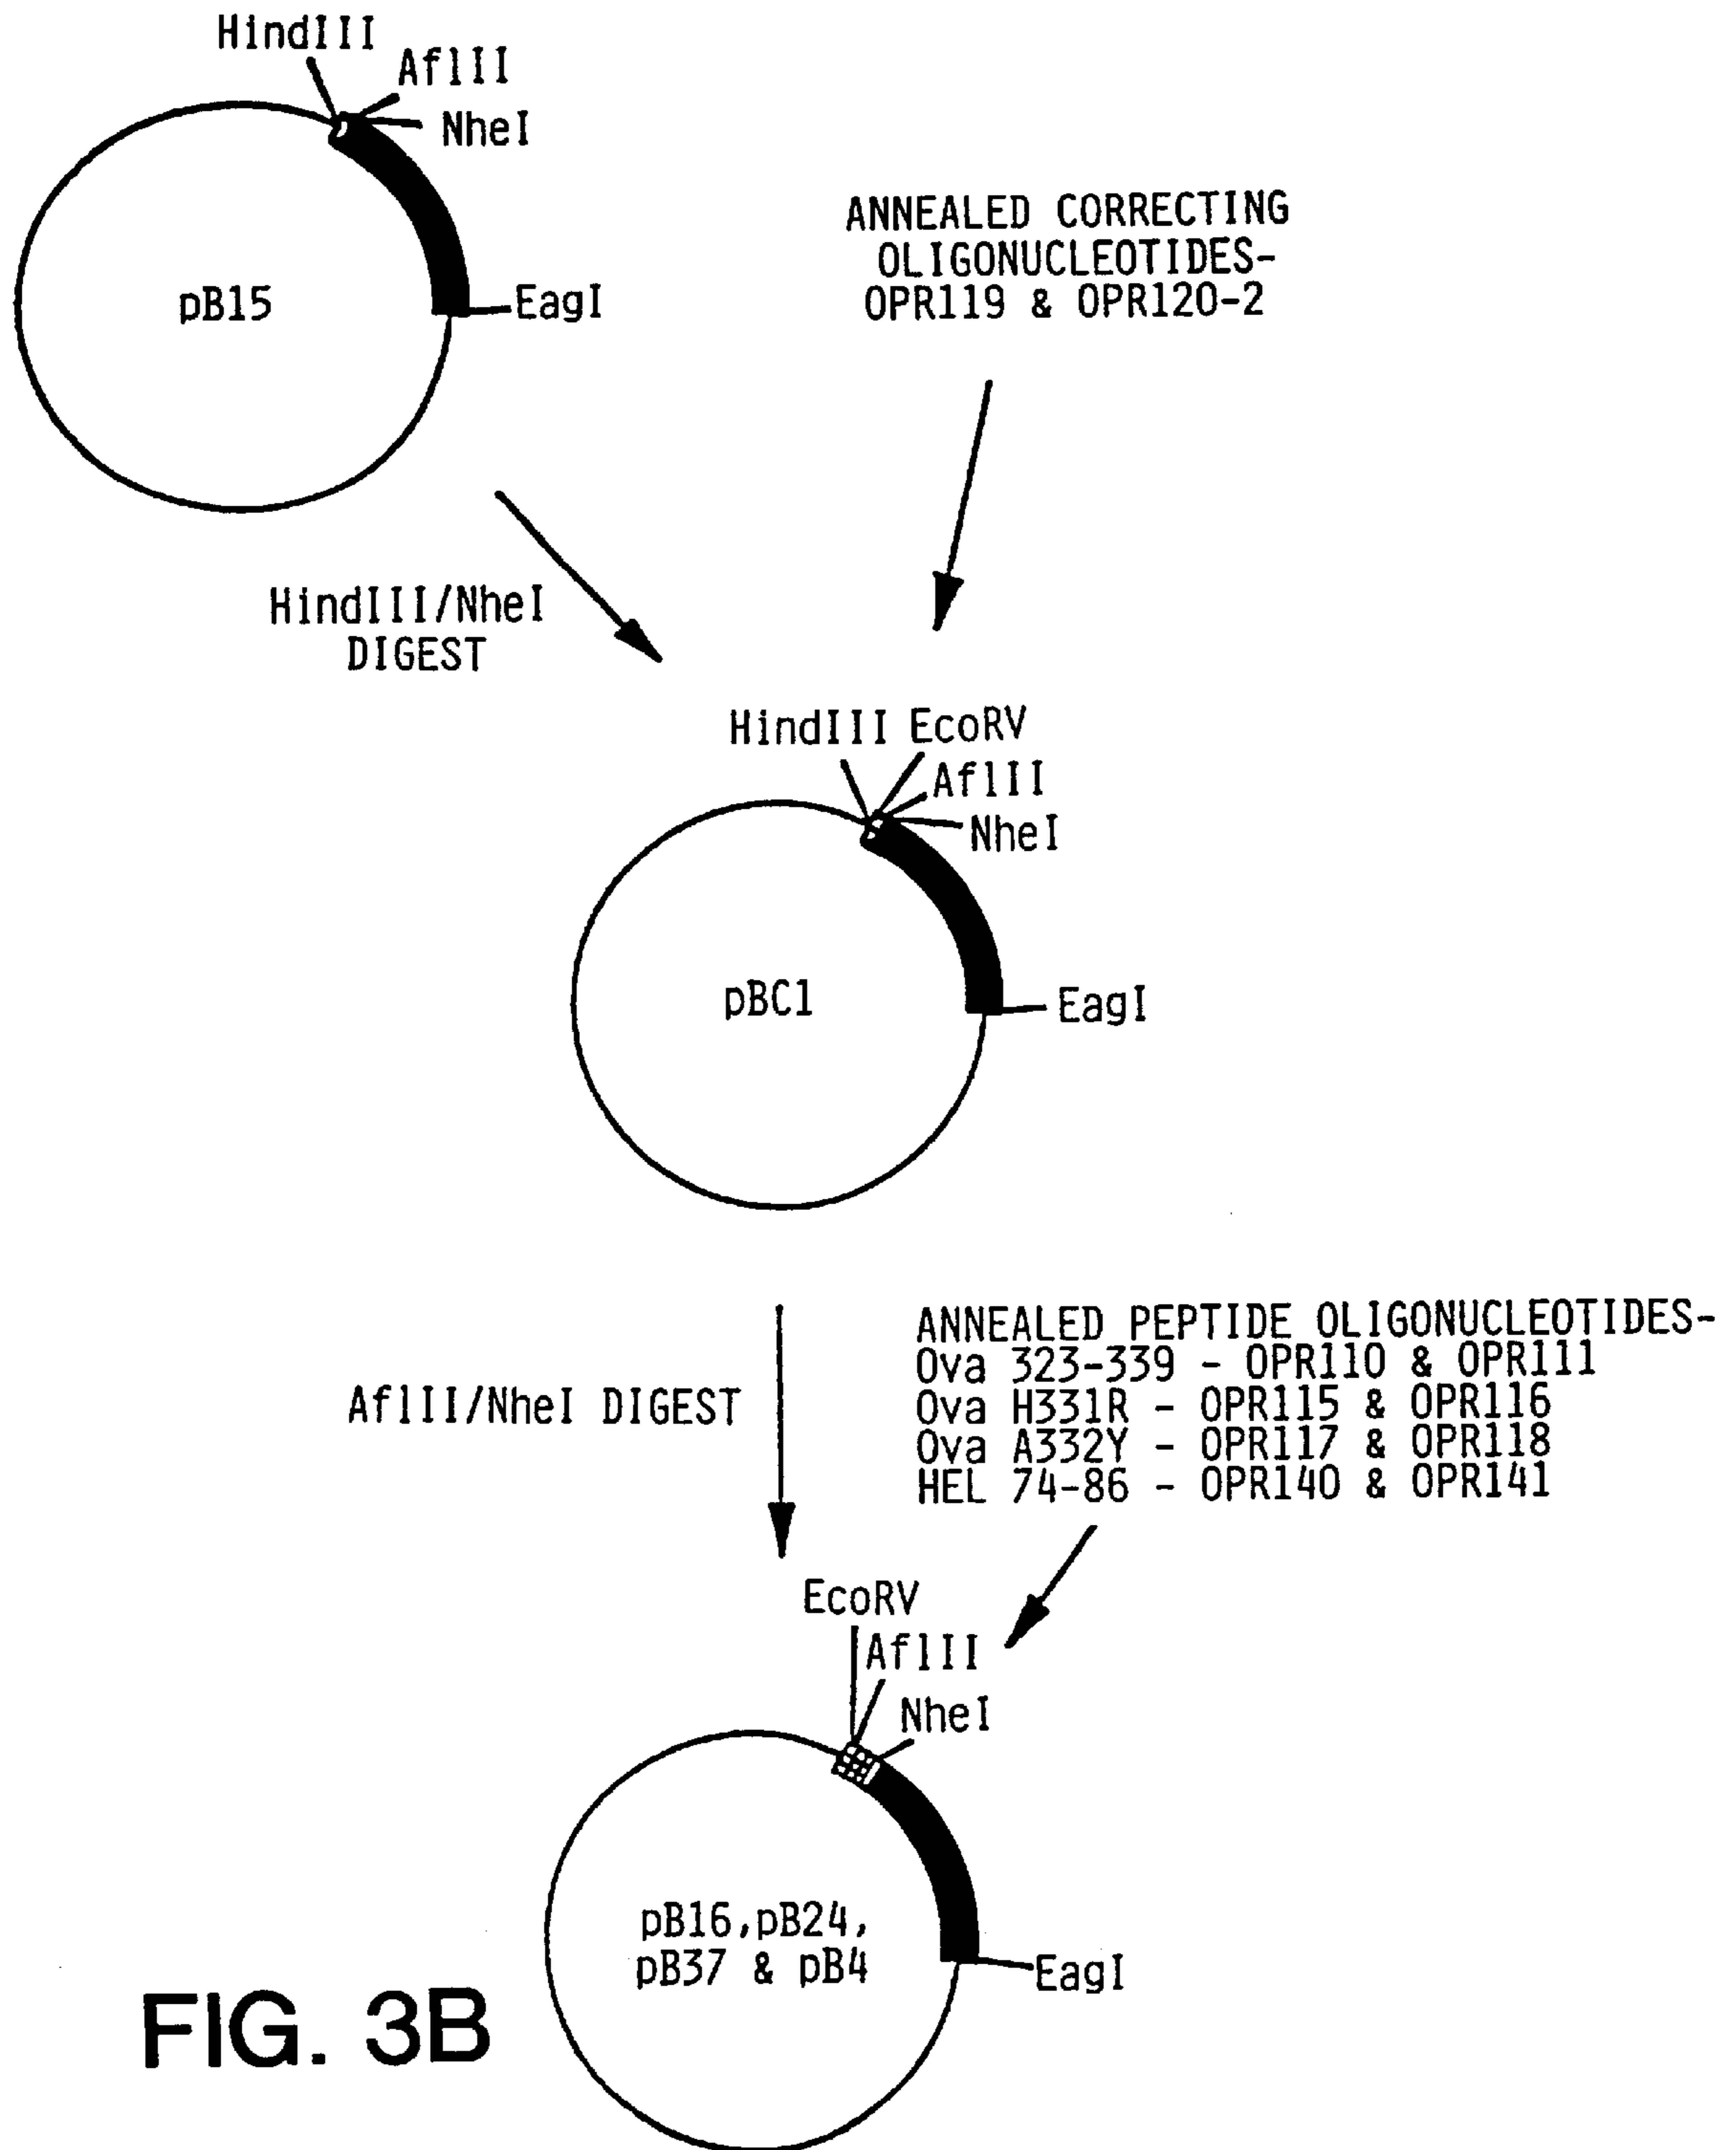 HindIII
AflII
NheI
pB15
EagI
ANNEALED CORRECTING
OLIGONUCLEOTIDES-
OPR119 & OPR120-2
HindIII/NheI
DIGEST
HindIII EcoRV
AflII
NheI
pBC1
EagI
AflII/NheI DIGEST
ANNEALED PEPTIDE OLIGONUCLEOTIDES-
Ova 323-339 - OPR110 & OPR111
Ova H331R - OPR115 & OPR116
Ova A332Y - OPR117 & OPR118
HEL 74-86 - OPR140 & OPR141
EcoRV
AflII
NheI
pB16,pB24,
pB37 & pB4
EagI
FIG. 3B